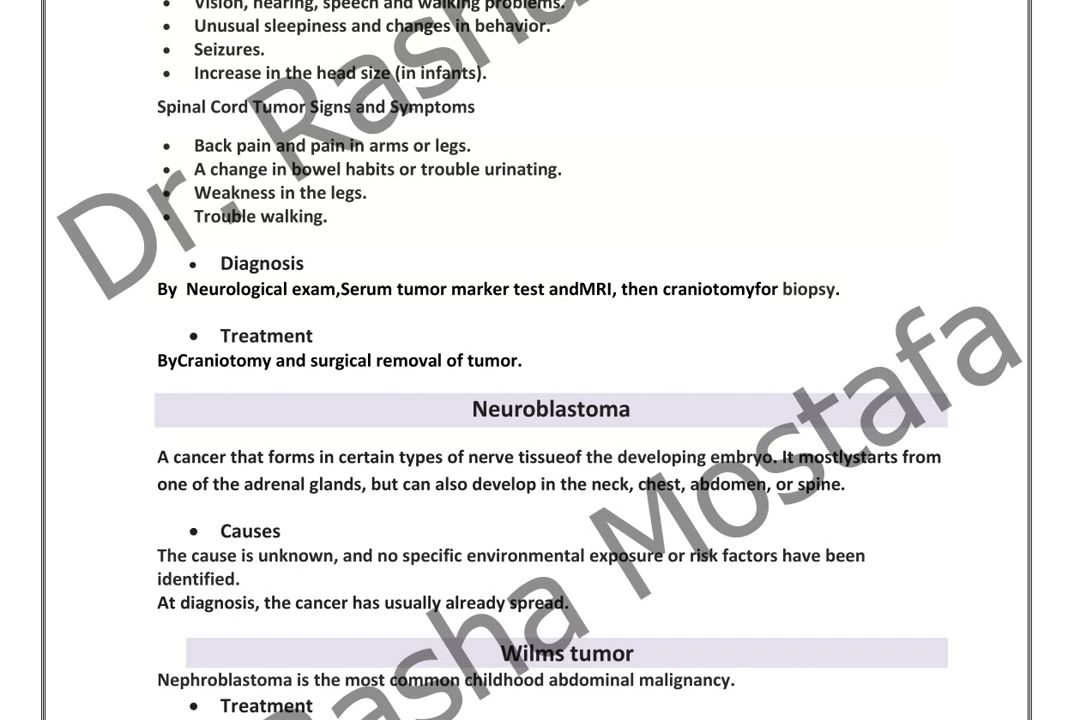 Vision, hearing, speech and walking problems.
• Unusual sleepiness and changes in behavior.
• Seizures.
• Increase in the head size (in infants).
Spinal Cord Tumor Signs and Symptoms
• Back pain and pain in arms or legs.
• A change in bowel habits or trouble urinating.
• Weakness in the legs.
• Trouble walking.
• Diagnosis
By Neurological exam,Serum tumor marker test andMRI, then craniotomyfor biopsy.
• Treatment
ByCraniotomy and surgical removal of tumor.
Neuroblastoma
A cancer that forms in certain types of nerve tissueof the developing embryo. It mostlystarts from
one of the adrenal glands, but can also develop in the neck, chest, abdomen, or spine.
• Causes
The cause is unknown, and no specific environmental exposure or risk factors have been
identified.
At diagnosis, the cancer has usually already spread.
Wilms tumor
Nephroblastoma is the most common childhood abdominal malignancy.
• Treatment
Dr. Rasha
Rasha Mostafa